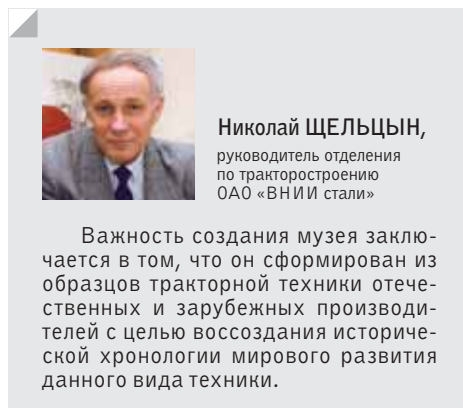 Николай ЩЕЛЬЦЫН,
руководитель отделения
по тракторостроению
ОАО «ВНИИ стали»
Важность создания музея заклю-
чается в том, что он сформирован из
образцов тракторной техники отече-
ственных и зарубежных производи-
телей с целью воссоздания историче-
ской хронологии мирового развития
данного вида техники.